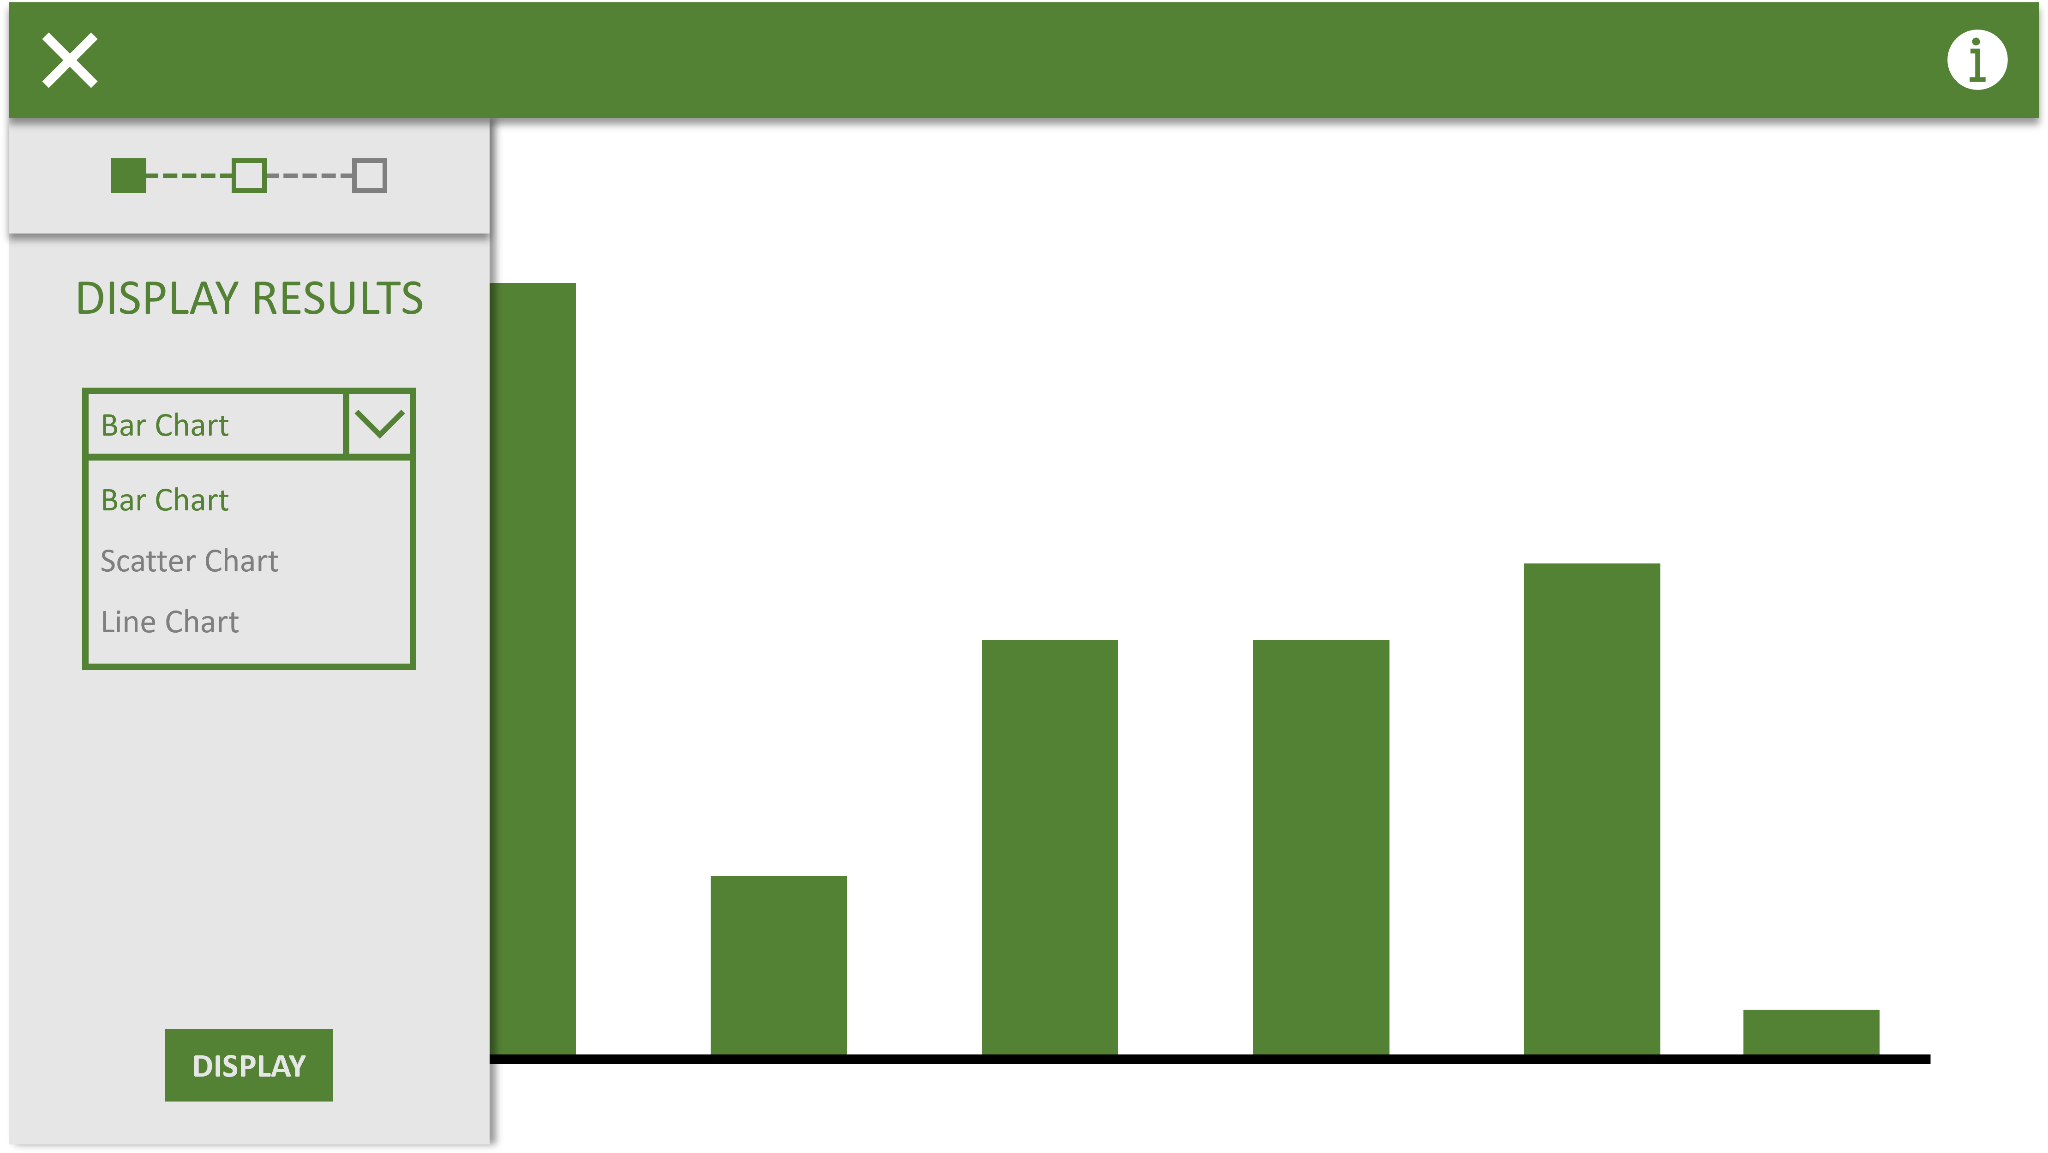 i
DISPLAY RESULTS
Bar Chart
Bar Chart
Scatter Chart
Line Chart
DISPLAY